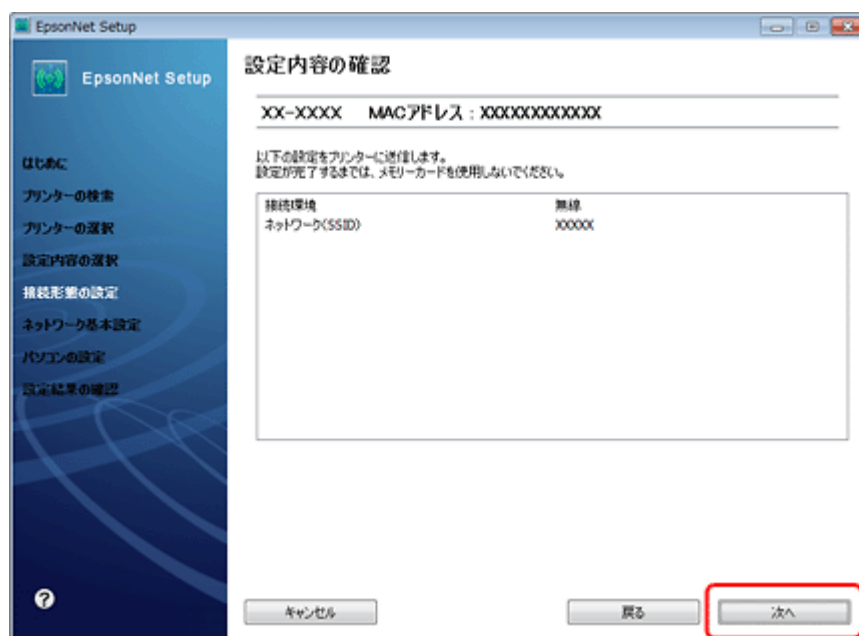 EpsonNet Setup
EpsonNet Setup
はじめに
プリンターの検索
プリンターの選択
設定内容の選択
接続形態の設定
ネットワーク基本設定
パソコンの設定
設定結果の確認
設定内容の確認
XX-XXXX MACアドレス：XXXXXXXXXXXX
以下の設定をプリンターに送信します。
設定が完了するまでは、メモリーカードを使用しないでください。
接続環境 無線
ネットワーク(SSID) XXXXX
?
キャンセル 戻る 次へ